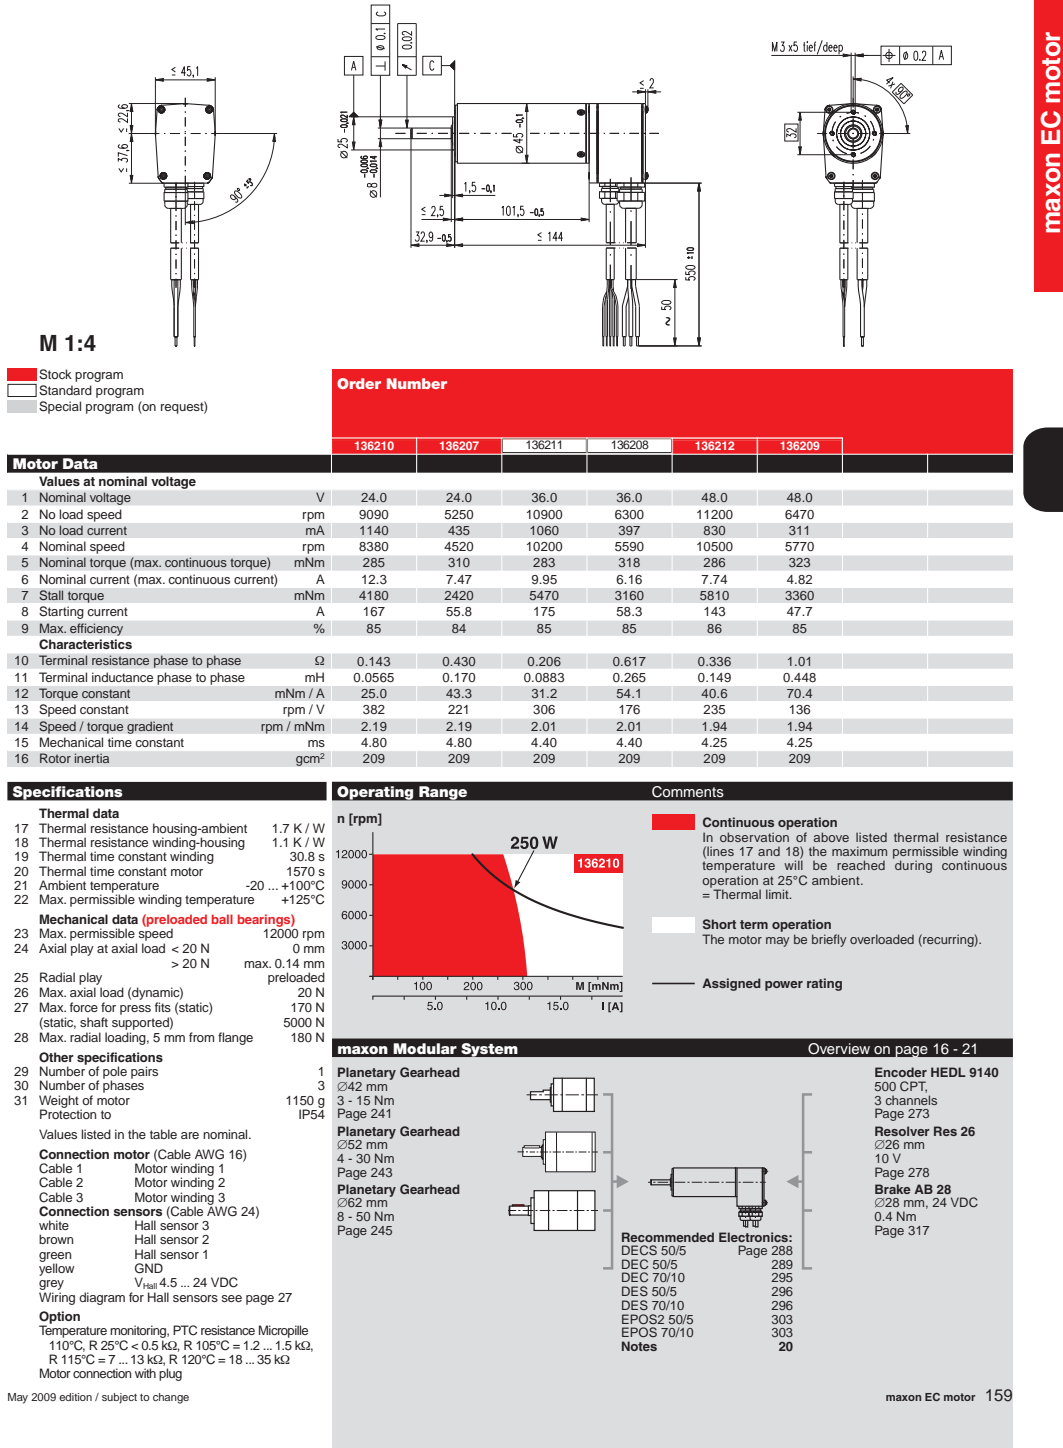 maxon EC motor
≤ 45,1
≤ 22,6
≤ 37,6
90° ±5°
A
⊥ ⌀ 0.1 C
↗ 0.02
C
≤ 2
⌀25 -0,021
⌀8 -0,006 -0,014
⌀45 -0,1
1,5 -0,1
≤ 2,5
101,5 -0,5
32,9 -0,5
≤ 144
550 ±10
≈ 50
M3 x5 tief/deep
⌖ ⌀ 0.2 A
4x 90°
32
M 1:4
Stock program
Standard program
Special program (on request)
Order Number
136210 136207 136211 136208 136212 136209
Motor Data
Values at nominal voltage
1 Nominal voltage V 24.0 24.0 36.0 36.0 48.0 48.0
2 No load speed rpm 9090 5250 10900 6300 11200 6470
3 No load current mA 1140 435 1060 397 830 311
4 Nominal speed rpm 8380 4520 10200 5590 10500 5770
5 Nominal torque (max. continuous torque) mNm 285 310 283 318 286 323
6 Nominal current (max. continuous current) A 12.3 7.47 9.95 6.16 7.74 4.82
7 Stall torque mNm 4180 2420 5470 3160 5810 3360
8 Starting current A 167 55.8 175 58.3 143 47.7
9 Max. efficiency % 85 84 85 85 86 85
Characteristics
10 Terminal resistance phase to phase Ω 0.143 0.430 0.206 0.617 0.336 1.01
11 Terminal inductance phase to phase mH 0.0565 0.170 0.0883 0.265 0.149 0.448
12 Torque constant mNm / A 25.0 43.3 31.2 54.1 40.6 70.4
13 Speed constant rpm / V 382 221 306 176 235 136
14 Speed / torque gradient rpm / mNm 2.19 2.19 2.01 2.01 1.94 1.94
15 Mechanical time constant ms 4.80 4.80 4.40 4.40 4.25 4.25
16 Rotor inertia gcm² 209 209 209 209 209 209
Specifications
Thermal data
17 Thermal resistance housing-ambient 1.7 K / W
18 Thermal resistance winding-housing 1.1 K / W
19 Thermal time constant winding 30.8 s
20 Thermal time constant motor 1570 s
21 Ambient temperature -20 ... +100°C
22 Max. permissible winding temperature +125°C
Mechanical data (preloaded ball bearings)
23 Max. permissible speed 12000 rpm
24 Axial play at axial load < 20 N 0 mm
> 20 N max. 0.14 mm
25 Radial play preloaded
26 Max. axial load (dynamic) 20 N
27 Max. force for press fits (static) 170 N
(static, shaft supported) 5000 N
28 Max. radial loading, 5 mm from flange 180 N
Other specifications
29 Number of pole pairs 1
30 Number of phases 3
31 Weight of motor 1150 g
Protection to IP54
Values listed in the table are nominal.
Connection motor (Cable AWG 16)
Cable 1 Motor winding 1
Cable 2 Motor winding 2
Cable 3 Motor winding 3
Connection sensors (Cable AWG 24)
white Hall sensor 3
brown Hall sensor 2
green Hall sensor 1
yellow GND
grey VHall 4.5 ... 24 VDC
Wiring diagram for Hall sensors see page 27
Option
Temperature monitoring, PTC resistance Micropille
110°C, R 25°C < 0.5 kΩ, R 105°C = 1.2 ... 1.5 kΩ,
R 115°C = 7 ... 13 kΩ, R 120°C = 18 ... 35 kΩ
Motor connection with plug
Operating Range
n [rpm]
250 W
136210
12000
9000
6000
3000
100 200 300 M [mNm]
5.0 10.0 15.0 I [A]
Comments
Continuous operation
In observation of above listed thermal resistance
(lines 17 and 18) the maximum permissible winding
temperature will be reached during continuous
operation at 25°C ambient.
= Thermal limit.
Short term operation
The motor may be briefly overloaded (recurring).
Assigned power rating
maxon Modular System
Overview on page 16 - 21
Planetary Gearhead
∅42 mm
3 - 15 Nm
Page 241
Planetary Gearhead
∅52 mm
4 - 30 Nm
Page 243
Planetary Gearhead
∅62 mm
8 - 50 Nm
Page 245
Recommended Electronics:
DECS 50/5 Page 288
DEC 50/5 289
DEC 70/10 295
DES 50/5 296
DES 70/10 296
EPOS2 50/5 303
EPOS 70/10 303
Notes 20
Encoder HEDL 9140
500 CPT,
3 channels
Page 273
Resolver Res 26
∅26 mm
10 V
Page 278
Brake AB 28
∅28 mm, 24 VDC
0.4 Nm
Page 317
May 2009 edition / subject to change
maxon EC motor 159